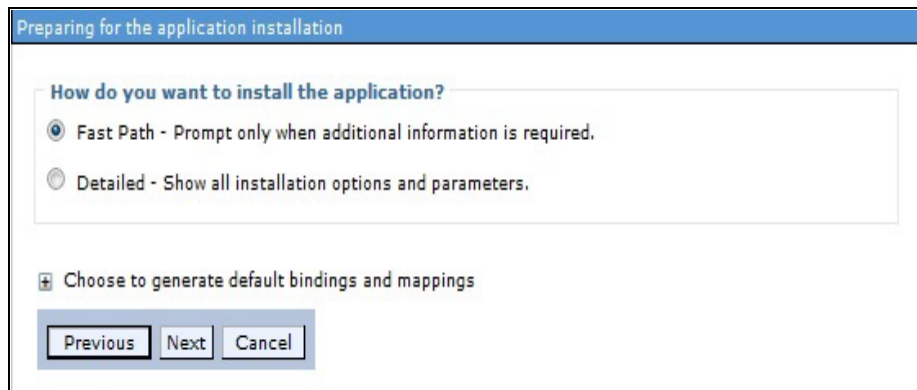 Preparing for the application installation
How do you want to install the application?
Fast Path - Prompt only when additional information is required.
Detailed - Show all installation options and parameters.
Choose to generate default bindings and mappings
Previous Next Cancel